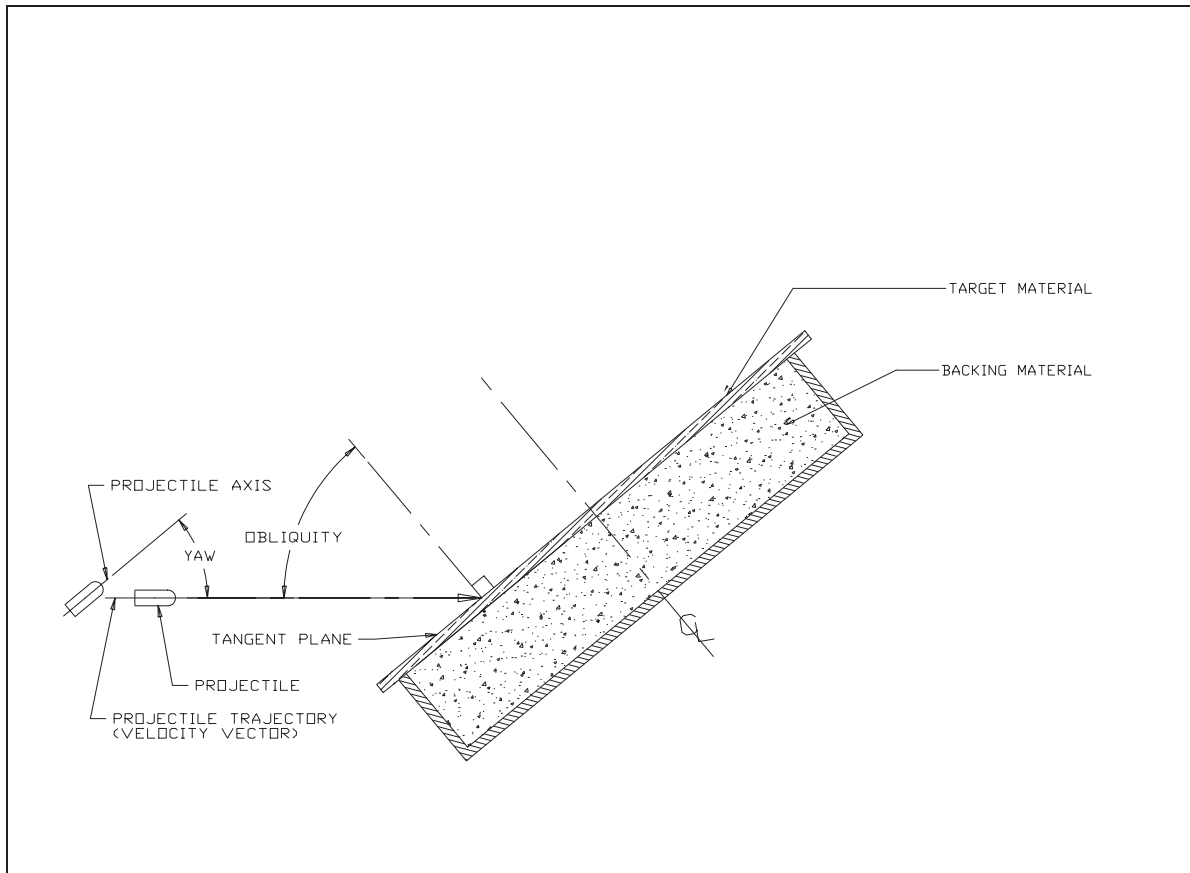 TARGET MATERIAL
BACKING MATERIAL
PROJECTILE AXIS
OBLIQUITY
YAW
TANGENT PLANE
PROJECTILE
PROJECTILE TRAJECTORY
(VELOCITY VECTOR)